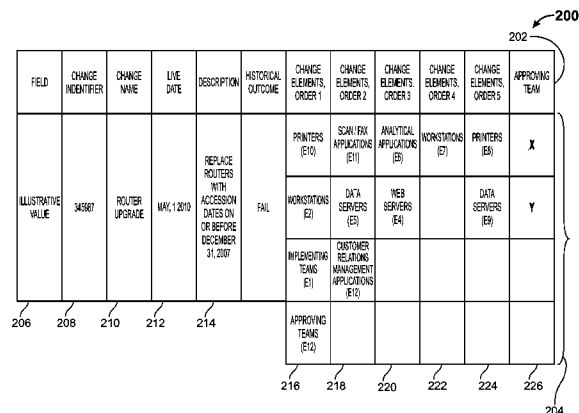 200
202
FIELD
CHANGE INDENTIFIER
CHANGE NAME
LIVE DATE
DESCRIPTION
HISTORICAL OUTCOME
CHANGE ELEMENTS, ORDER 1
CHANGE ELEMENTS, ORDER 2
CHANGE ELEMENTS, ORDER 3
CHANGE ELEMENTS, ORDER 4
CHANGE ELEMENTS, ORDER 5
APPROVING TEAM
ILLUSTRATIVE VALUE
345687
ROUTER UPGRADE
MAY, 1 2010
REPLACE ROUTERS WITH ACCESSION DATES ON OR BEFORE DECEMBER 31, 2007
FAIL
PRINTERS (E10)
SCAN / FAX APPLICATIONS (E11)
ANALYTICAL APPLICATIONS (E6)
WORKSTATIONS (E7)
PRINTERS (E8)
X
WORKSTATIONS (E2)
DATA SERVERS (E5)
WEB SERVERS (E4)
DATA SERVERS (E9)
Y
IMPLEMENTING TEAMS (E1)
CUSTOMER RELATIONS MANAGEMENT APPLICATIONS (E12)
APPROVING TEAMS (E12)
206
208
210
212
214
216
218
220
222
224
226
204